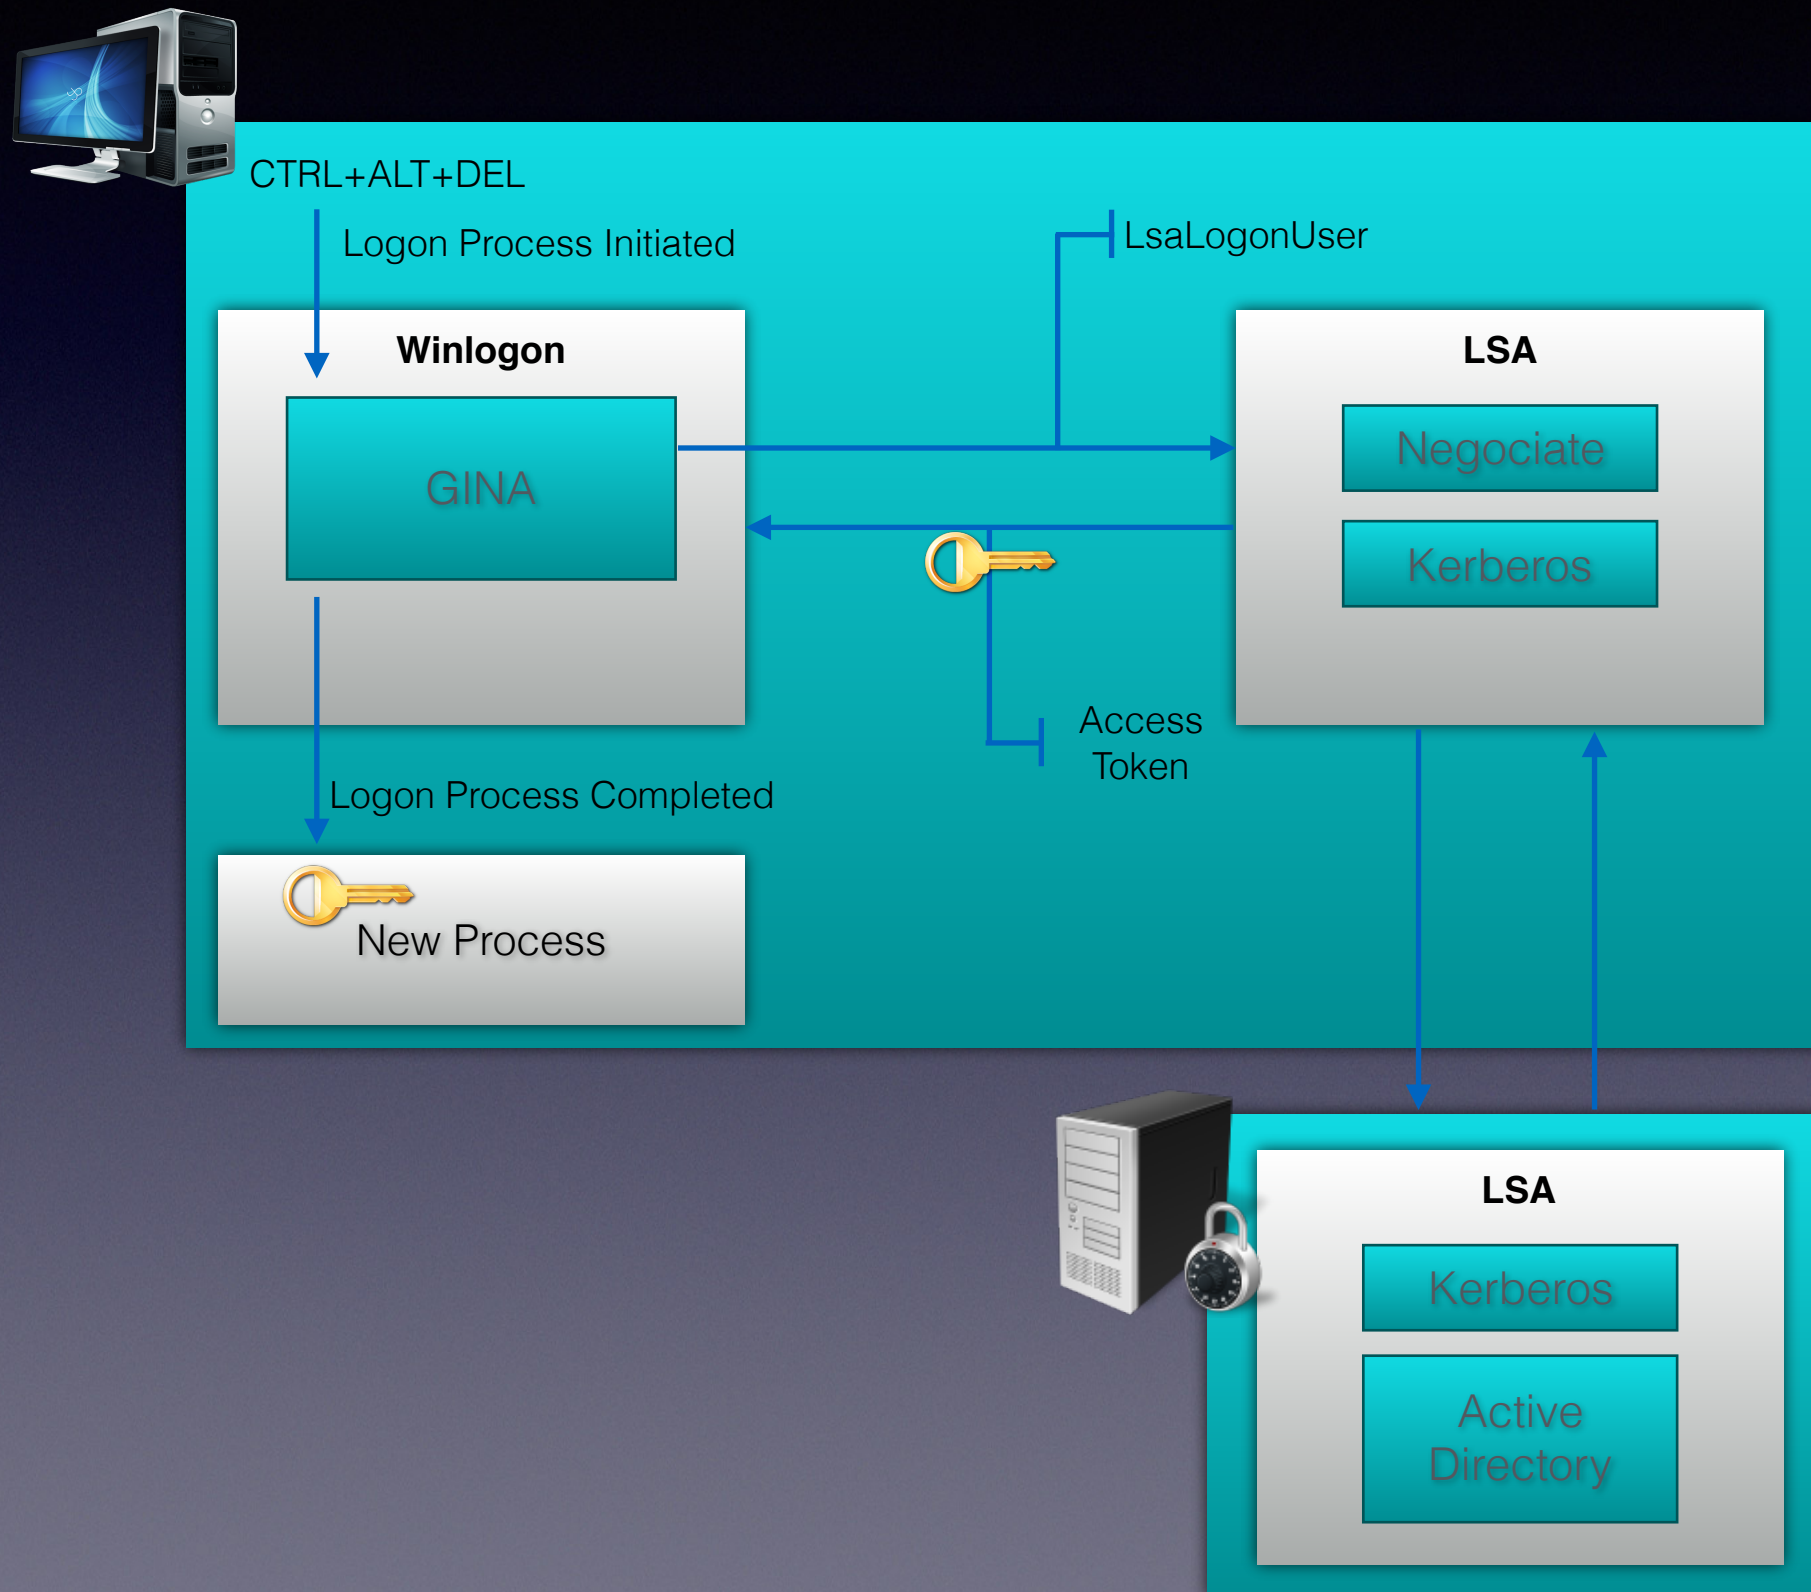 CTRL+ALT+DEL
Logon Process Initiated
LsaLogonUser
Winlogon
GINA
LSA
Negociate
Kerberos
Access
Token
Logon Process Completed
New Process
LSA
Kerberos
Active
Directory